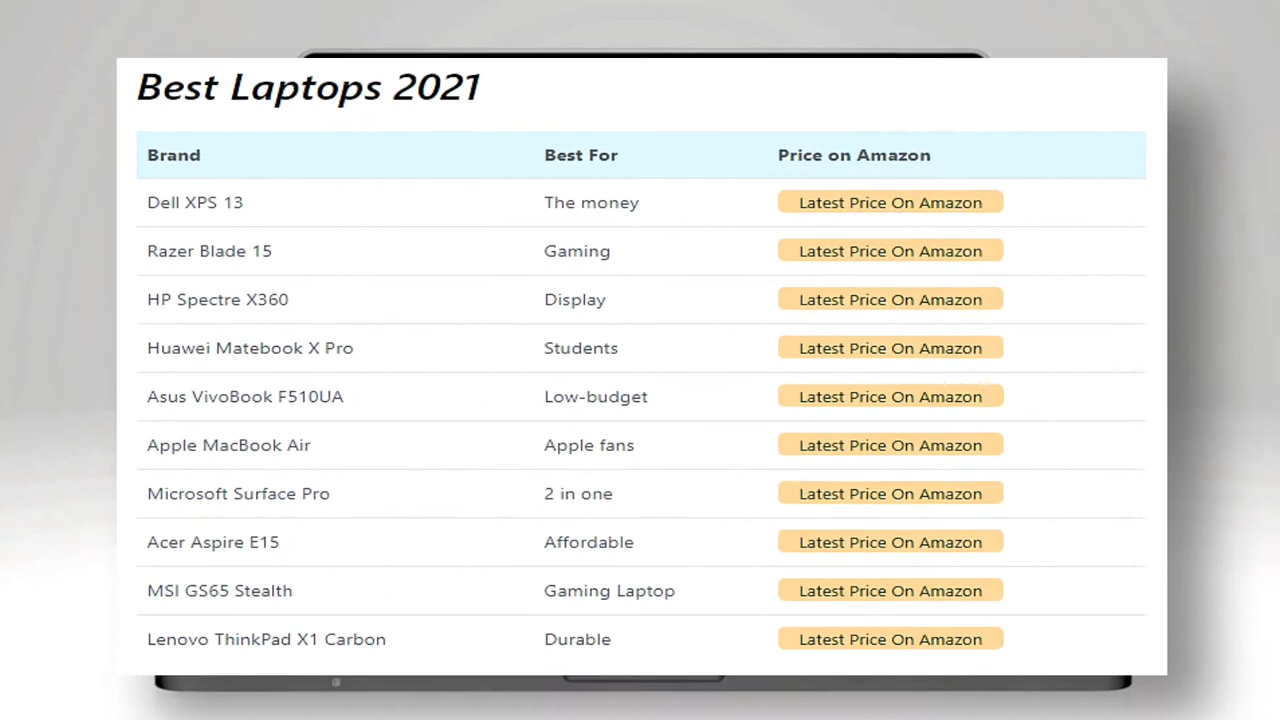 Best Laptops 2021
Brand Best For Price on Amazon
Dell XPS 13 The money Latest Price On Amazon
Razer Blade 15 Gaming Latest Price On Amazon
HP Spectre X360 Display Latest Price On Amazon
Huawei Matebook X Pro Students Latest Price On Amazon
Asus VivoBook F510UA Low-budget Latest Price On Amazon
Apple MacBook Air Apple fans Latest Price On Amazon
Microsoft Surface Pro 2 in one Latest Price On Amazon
Acer Aspire E15 Affordable Latest Price On Amazon
MSI GS65 Stealth Gaming Laptop Latest Price On Amazon
Lenovo ThinkPad X1 Carbon Durable Latest Price On Amazon